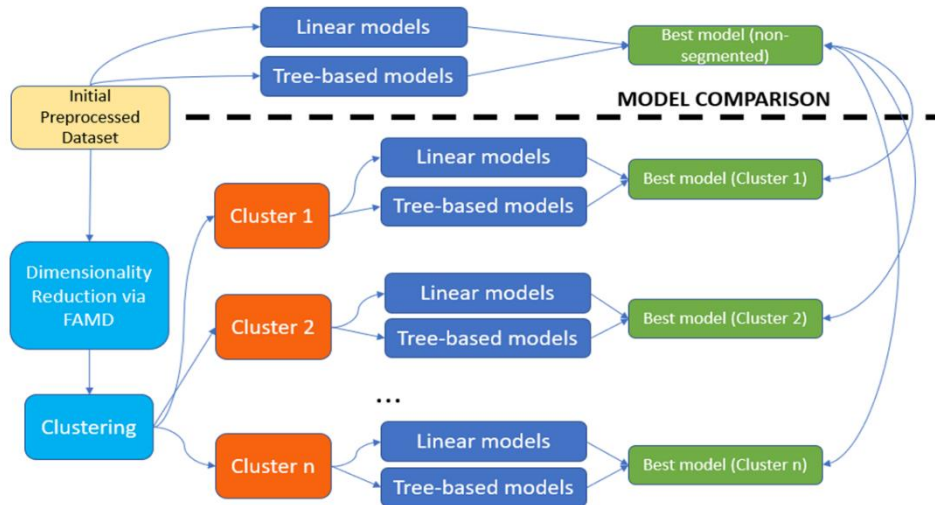 Linear models
Best model (non-
segmented)
Tree-based models
Initial
Preprocessed
Dataset
MODEL COMPARISON
Linear models
Best model (Cluster 1)
Cluster 1
Tree-based models
Dimensionality
Reduction via
FAMD
Linear models
Cluster 2
Best model (Cluster 2)
Tree-based models
...
Clustering
Linear models
Cluster n
Best model (Cluster n)
Tree-based models